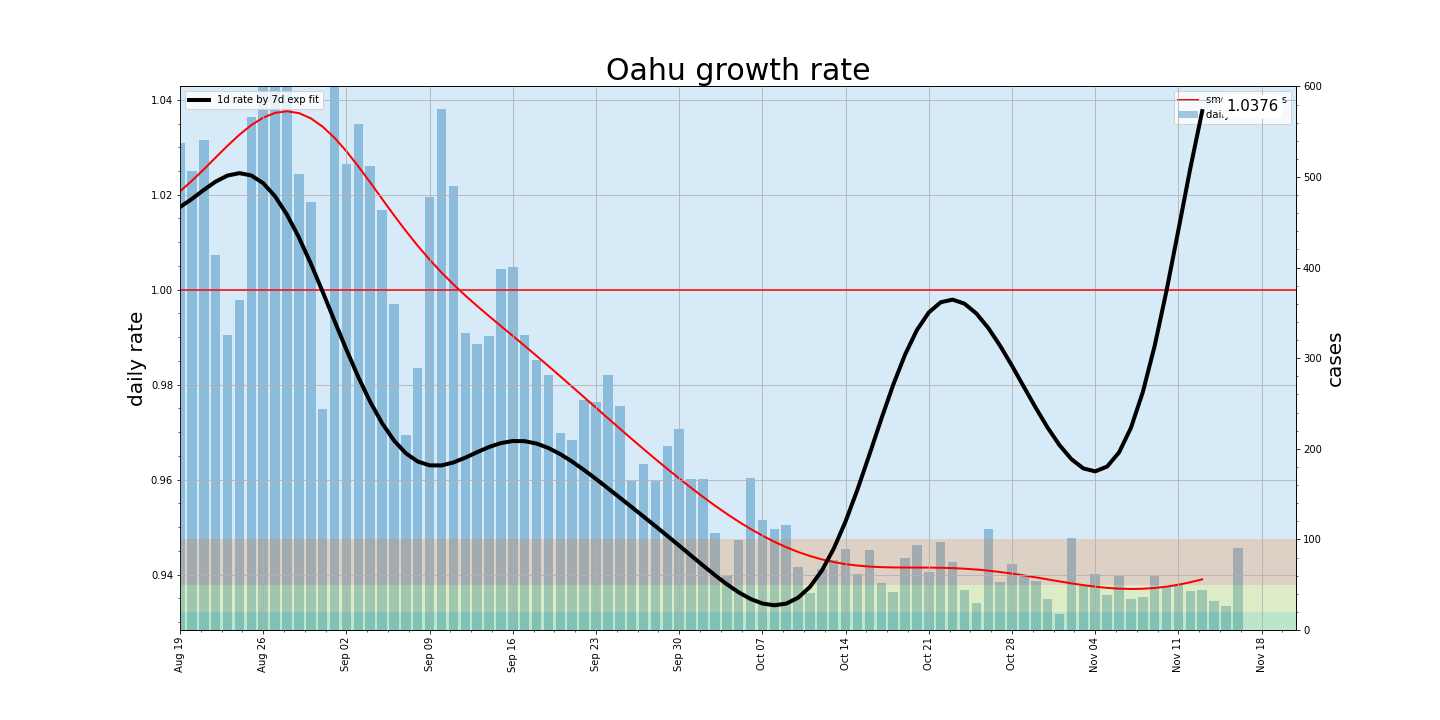 Oahu growth rate
1d rate by 7d exp fit
1.0376
daily rate
cases
1.04
1.02
1.00
0.98
0.96
0.94
600
500
400
300
200
100
0
Aug 19
Aug 26
Sep 02
Sep 09
Sep 16
Sep 23
Sep 30
Oct 07
Oct 14
Oct 21
Oct 28
Nov 04
Nov 11
Nov 18